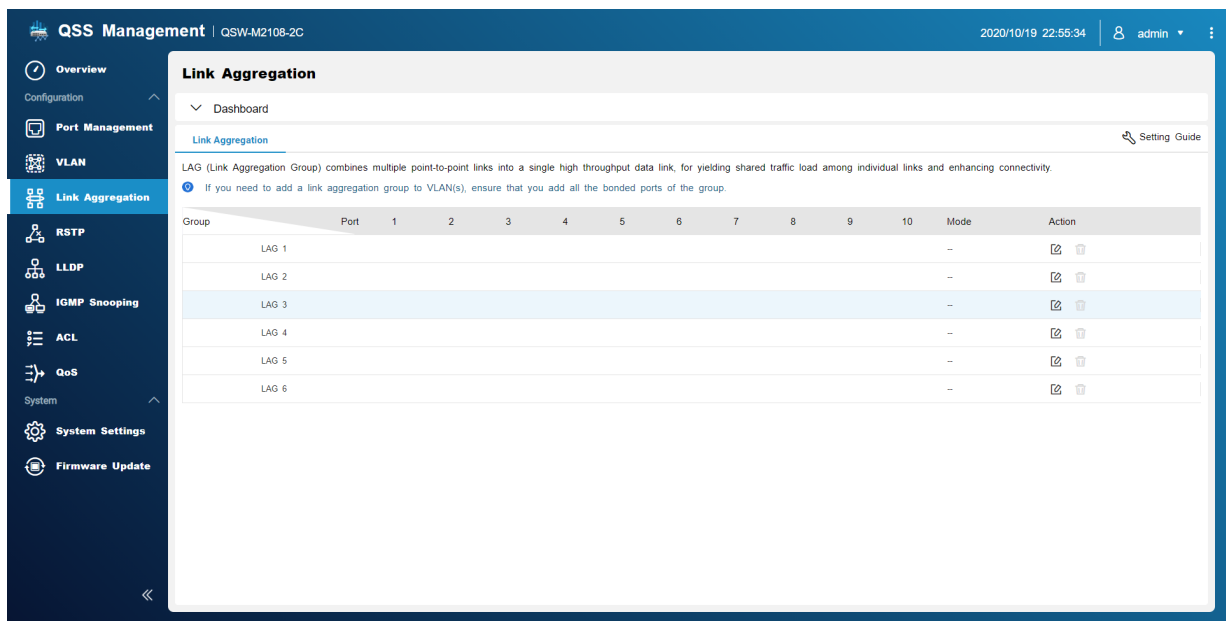 QSS Management | QSW-M2108-2C
2020/10/19 22:55:34
admin
Overview
Configuration
Port Management
VLAN
Link Aggregation
RSTP
LLDP
IGMP Snooping
ACL
QoS
System
System Settings
Firmware Update
Link Aggregation
Dashboard
Link Aggregation
Setting Guide
LAG (Link Aggregation Group) combines multiple point-to-point links into a single high throughput data link, for yielding shared traffic load among individual links and enhancing connectivity.
If you need to add a link aggregation group to VLAN(s), ensure that you add all the bonded ports of the group.
Group Port 1 2 3 4 5 6 7 8 9 10 Mode Action
LAG 1 --
LAG 2 --
LAG 3 --
LAG 4 --
LAG 5 --
LAG 6 --